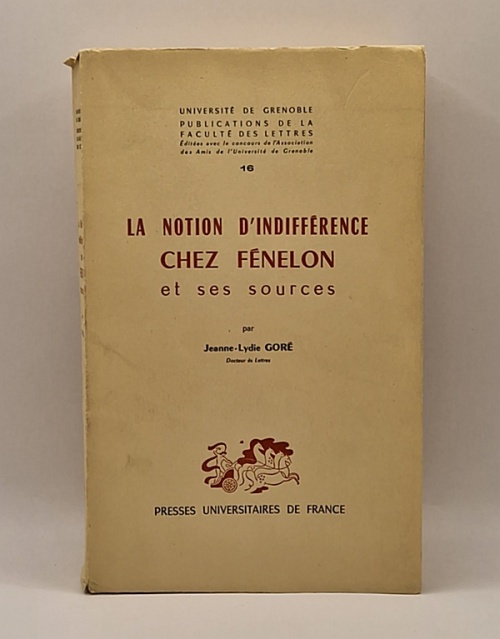 UNIVERSITÉ DE GRENOBLE
PUBLICATIONS DE LA
FACULTÉ DES LETTRES
Éditées avec le concours de l'Association
des Amis de l'Université de Grenoble
16
LA NOTION D'INDIFFÉRENCE
CHEZ FÉNELON
et ses sources
par
Jeanne-Lydie GORÉ
Docteur ès Lettres
PRESSES UNIVERSITAIRES DE FRANCE